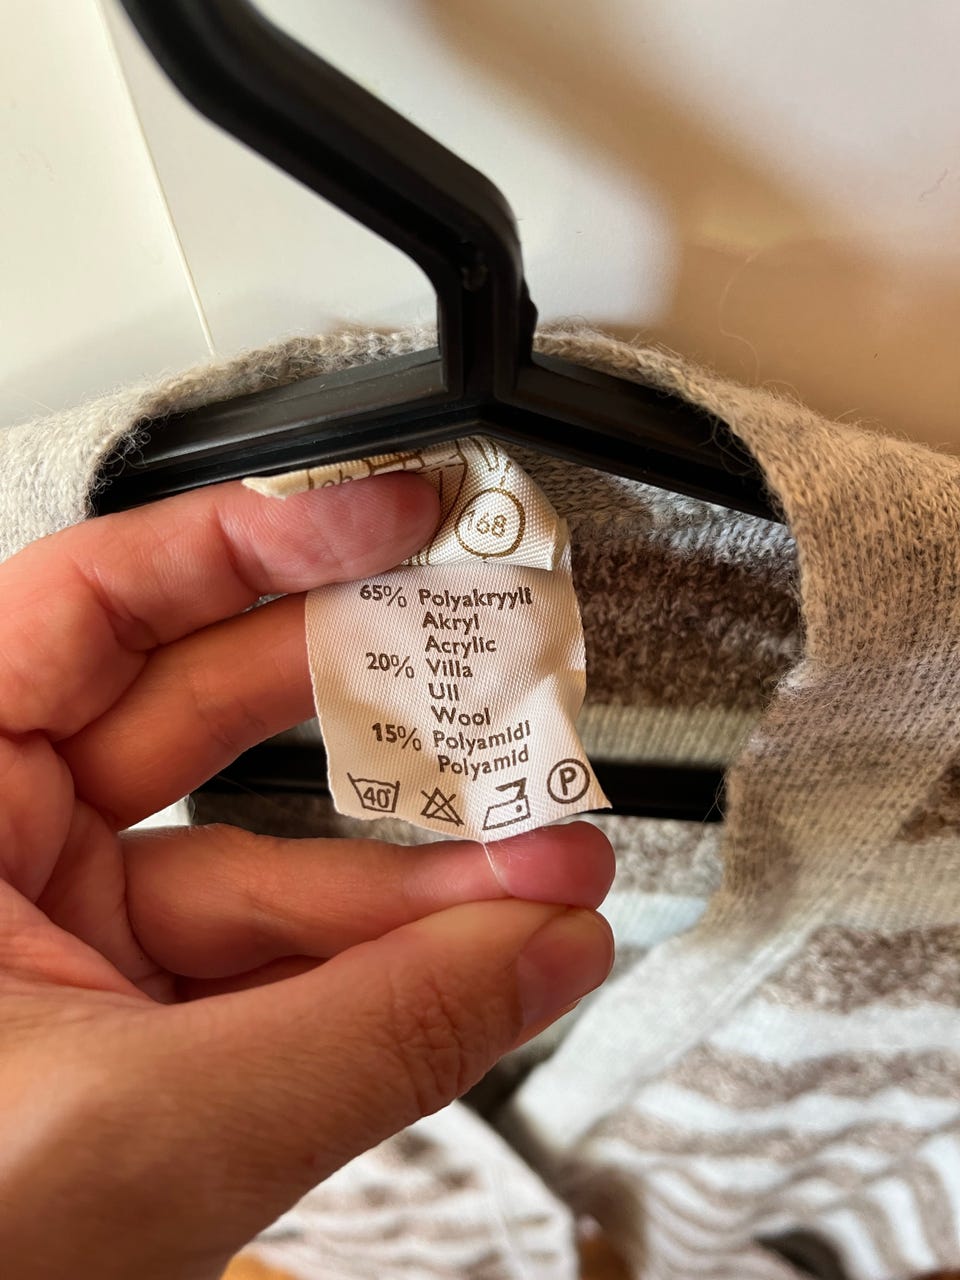 168
65% Polyakryyli
Akryl
Acrylic
20% Villa
Ull
Wool
15% Polyamidi
Polyamid
40° P